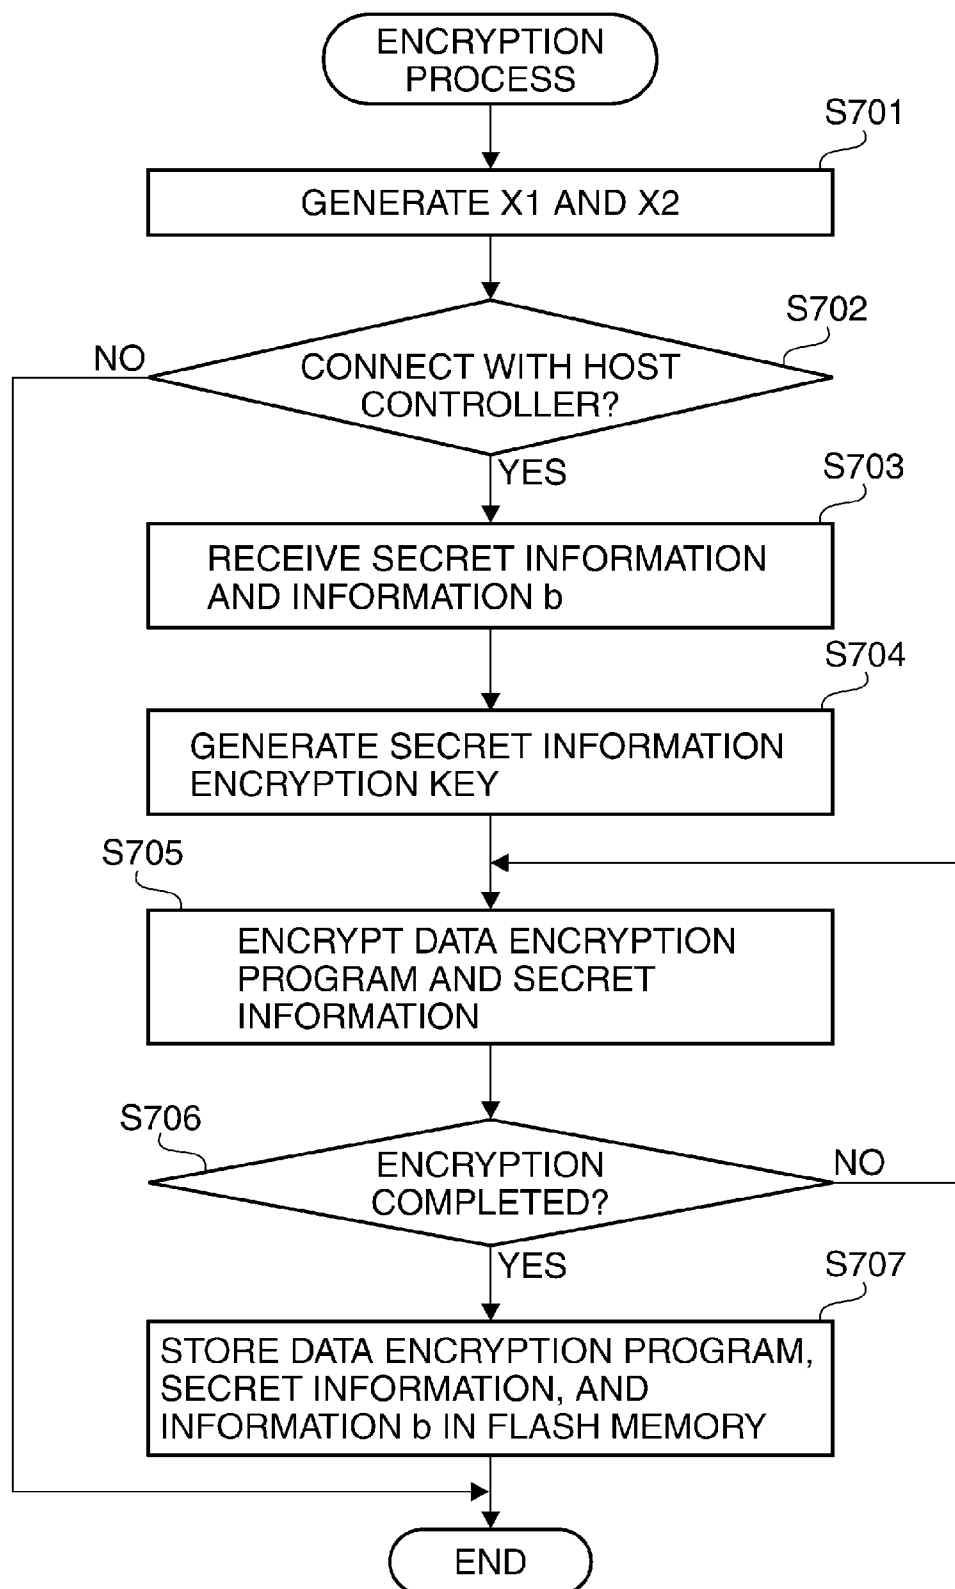 ENCRYPTION
PROCESS
S701
GENERATE X1 AND X2
S702
NO
CONNECT WITH HOST
CONTROLLER?
YES
S703
RECEIVE SECRET INFORMATION
AND INFORMATION b
S704
GENERATE SECRET INFORMATION
ENCRYPTION KEY
S705
ENCRYPT DATA ENCRYPTION
PROGRAM AND SECRET
INFORMATION
S706
ENCRYPTION
COMPLETED?
NO
YES
S707
STORE DATA ENCRYPTION PROGRAM,
SECRET INFORMATION, AND
INFORMATION b IN FLASH MEMORY
END